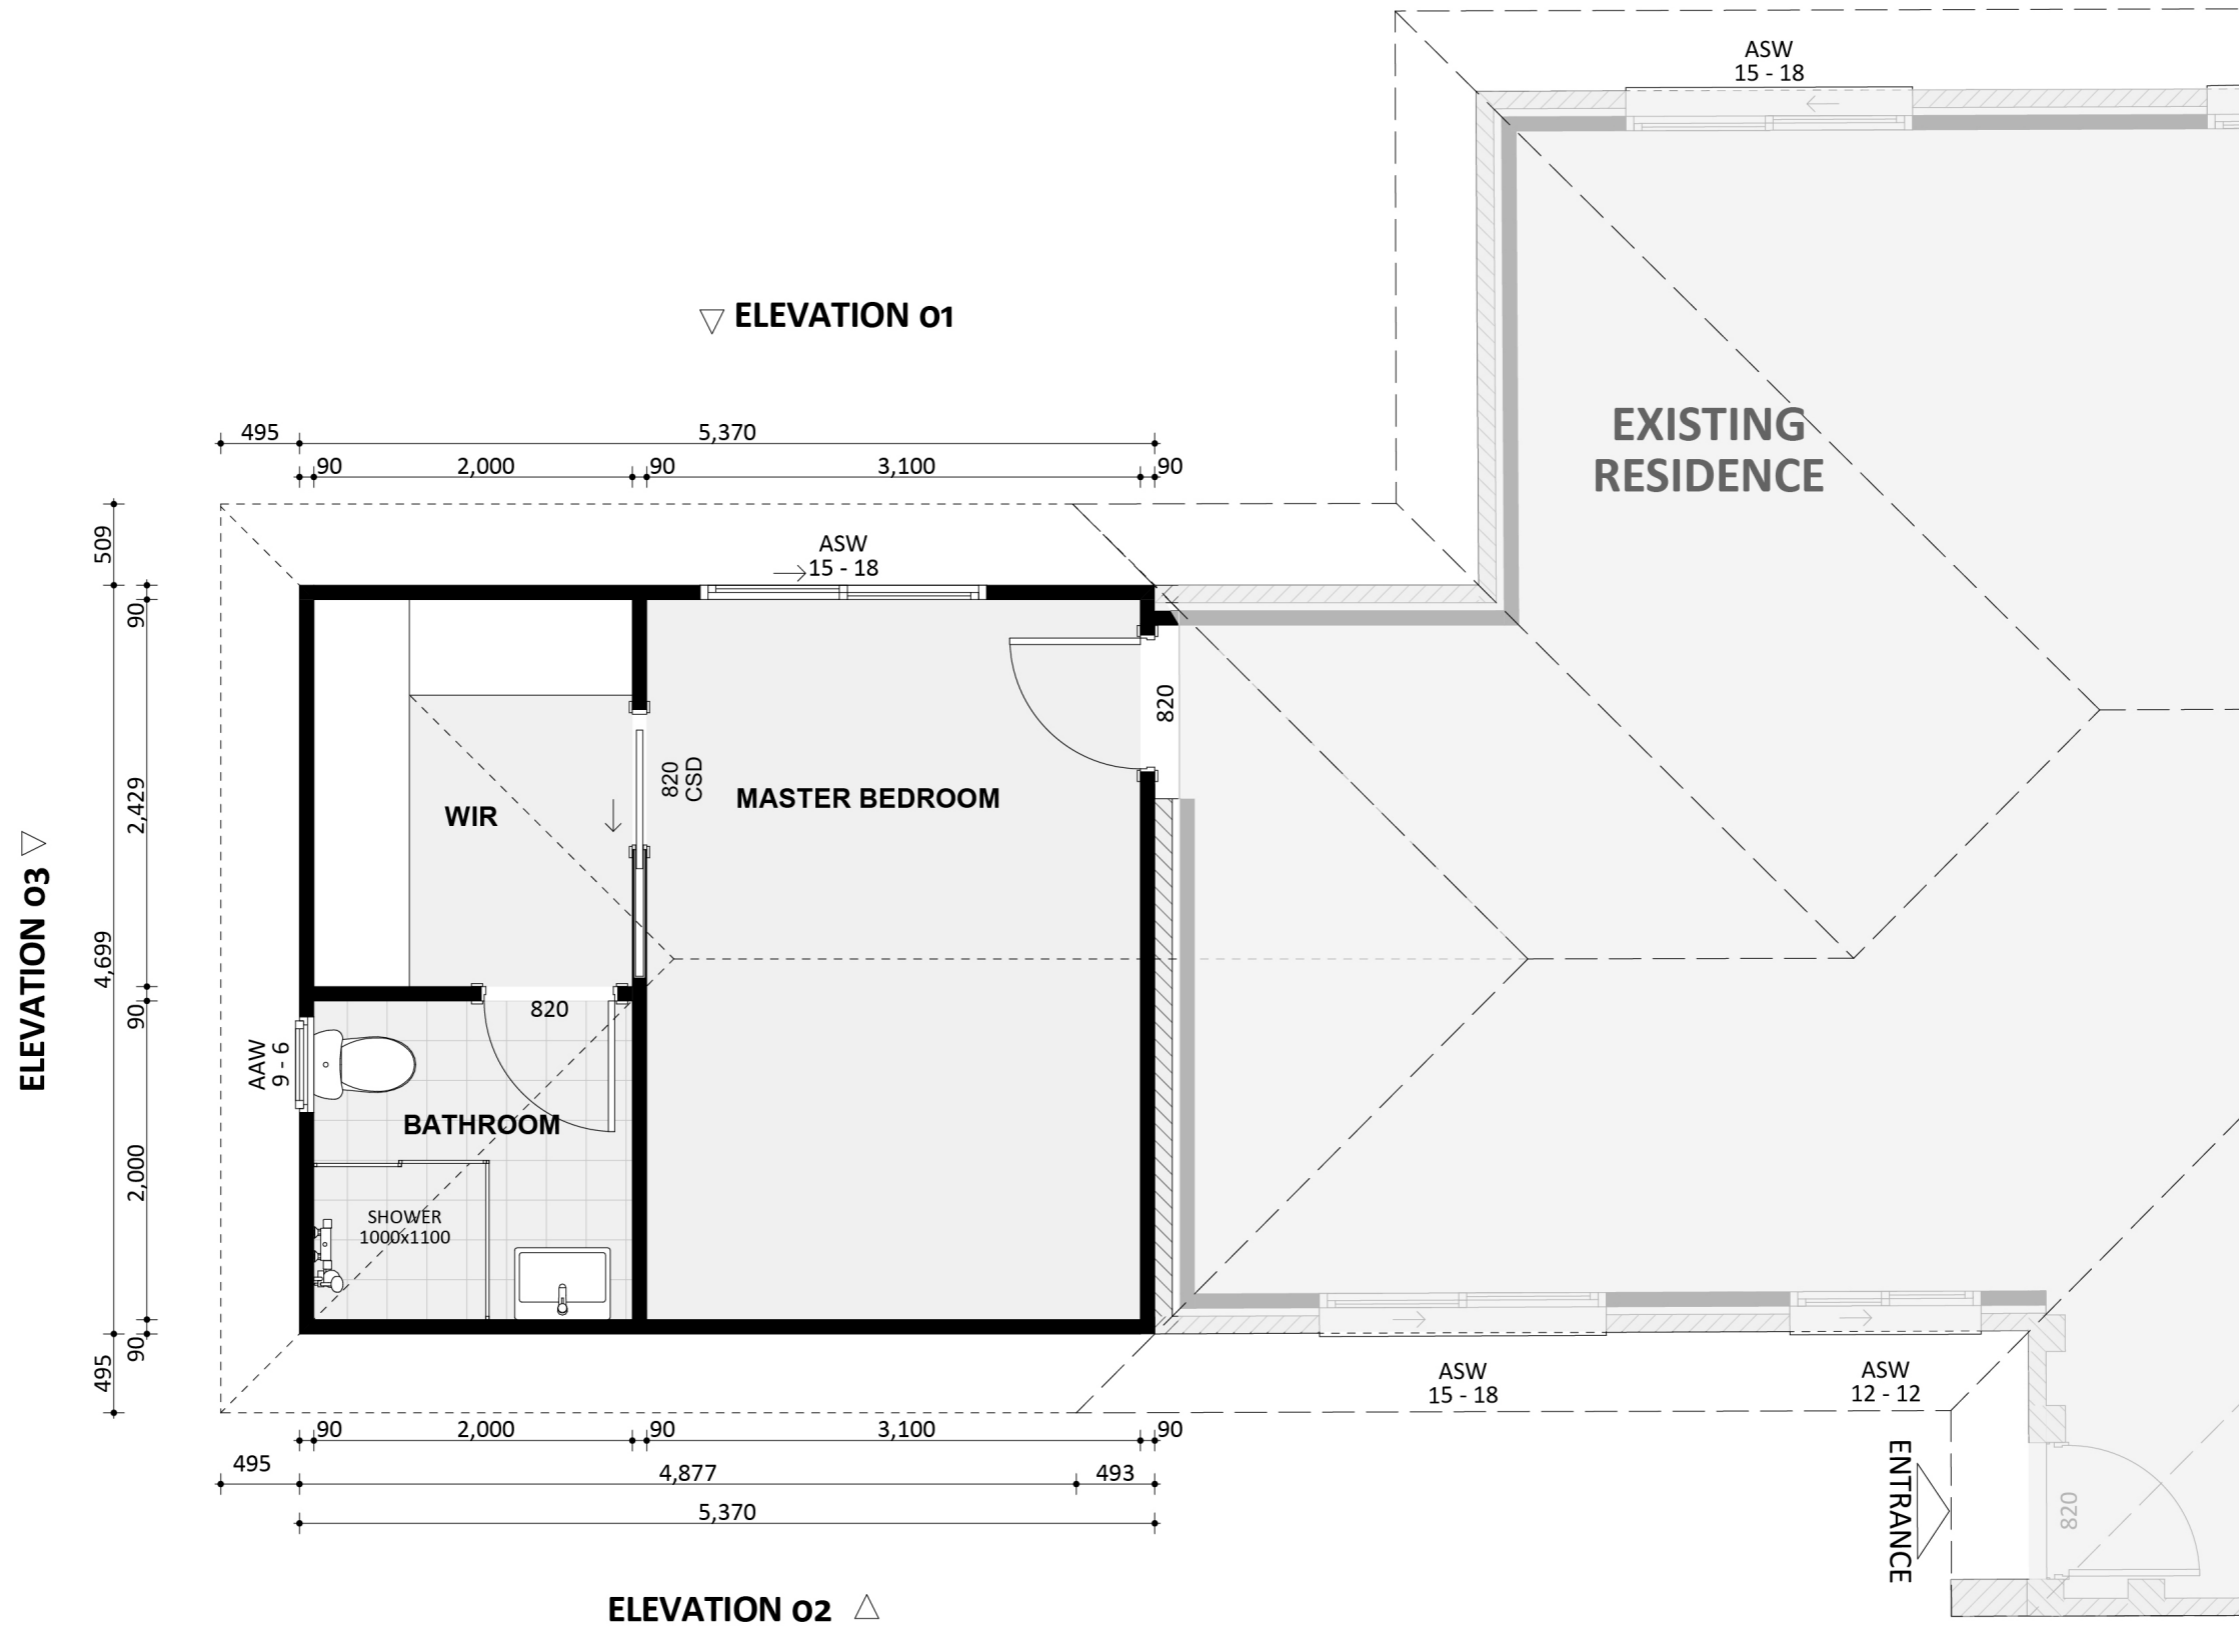 ASW
15 - 18
ELEVATION 01
EXISTING
RESIDENCE
495
5,370
90
2,000
90
3,100
90
509
ASW
15 - 18
90
820
820
CSD
MASTER BEDROOM
WIR
2,429
ELEVATION 03
4,699
90
820
AAW
9 - 6
BATHROOM
2,000
SHOWER
1000x1100
90
495
ASW
15 - 18
ASW
12 - 12
90
2,000
90
3,100
90
495
4,877
493
5,370
ENTRANCE
820
ELEVATION 02